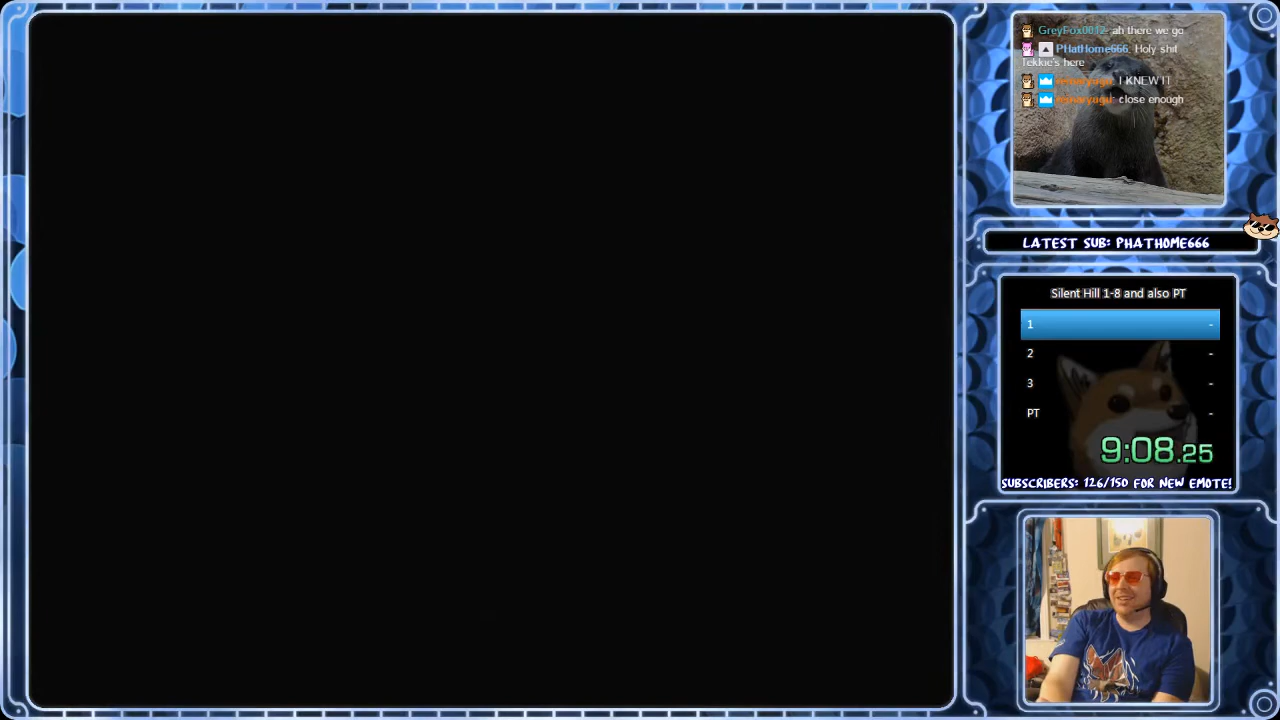 GreyFox0012: ah there we go
PHatHome666: Holy shit
Tekkie's here
I KNEW IT
close enough
LATEST SUB: PHATHOME666
Silent Hill 1-8 and also PT
1 -
2 -
3 -
PT -
9:08.25
SUBSCRIBERS: 126/150 FOR NEW EMOTE!